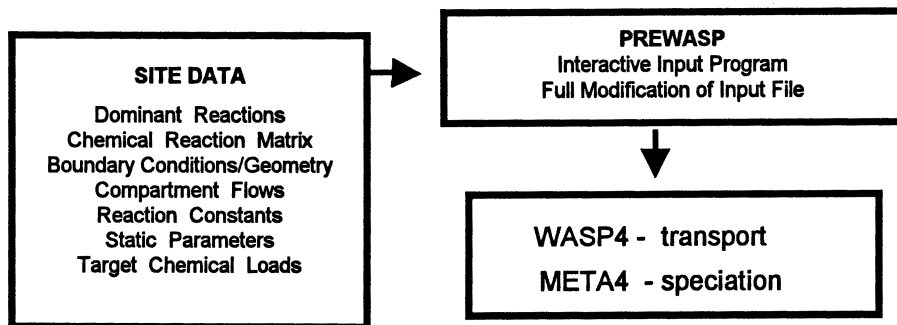 SITE DATA
Dominant Reactions
Chemical Reaction Matrix
Boundary Conditions/Geometry
Compartment Flows
Reaction Constants
Static Parameters
Target Chemical Loads
PREWASP
Interactive Input Program
Full Modification of Input File
WASP4 - transport
META4 - speciation